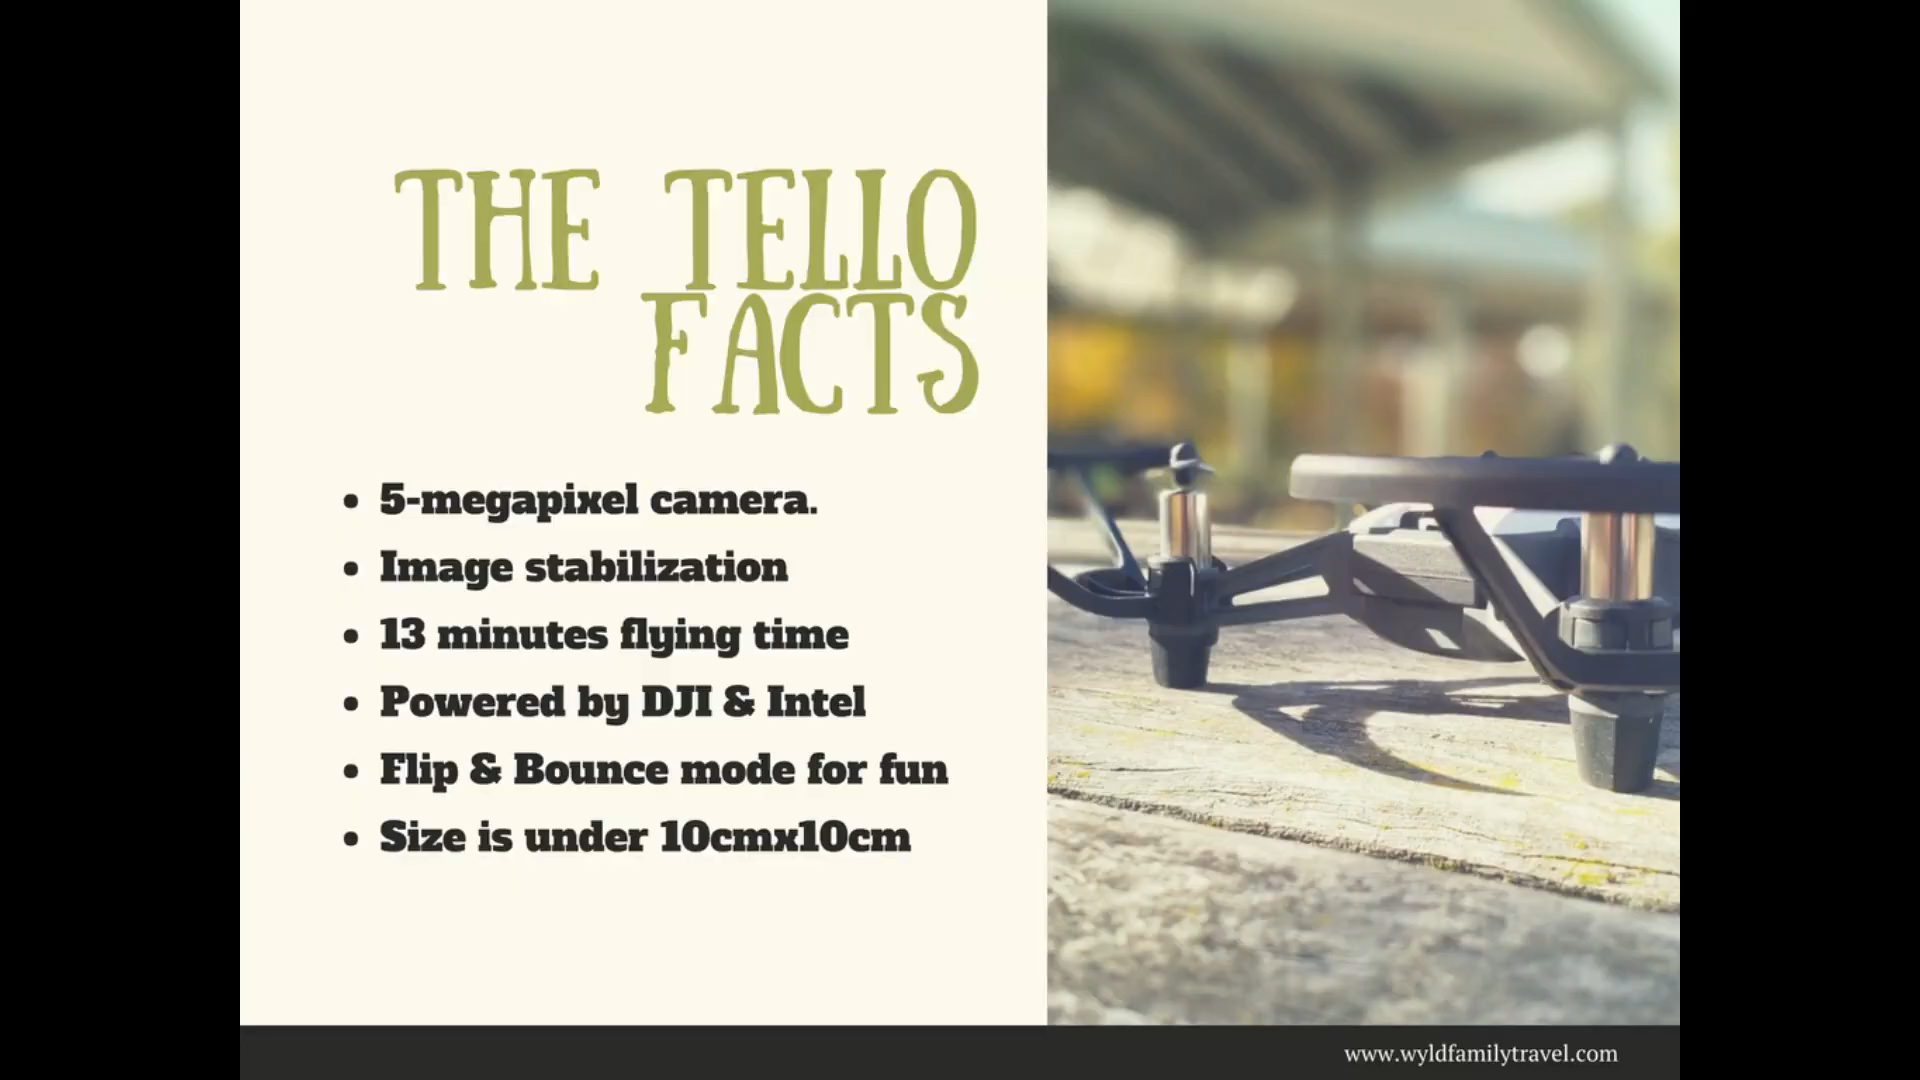 THE TELLO
FACTS
• 5-megapixel camera.
• Image stabilization
• 13 minutes flying time
• Powered by DJI & Intel
• Flip & Bounce mode for fun
• Size is under 10cmx10cm
www.wyldfamilytravel.com